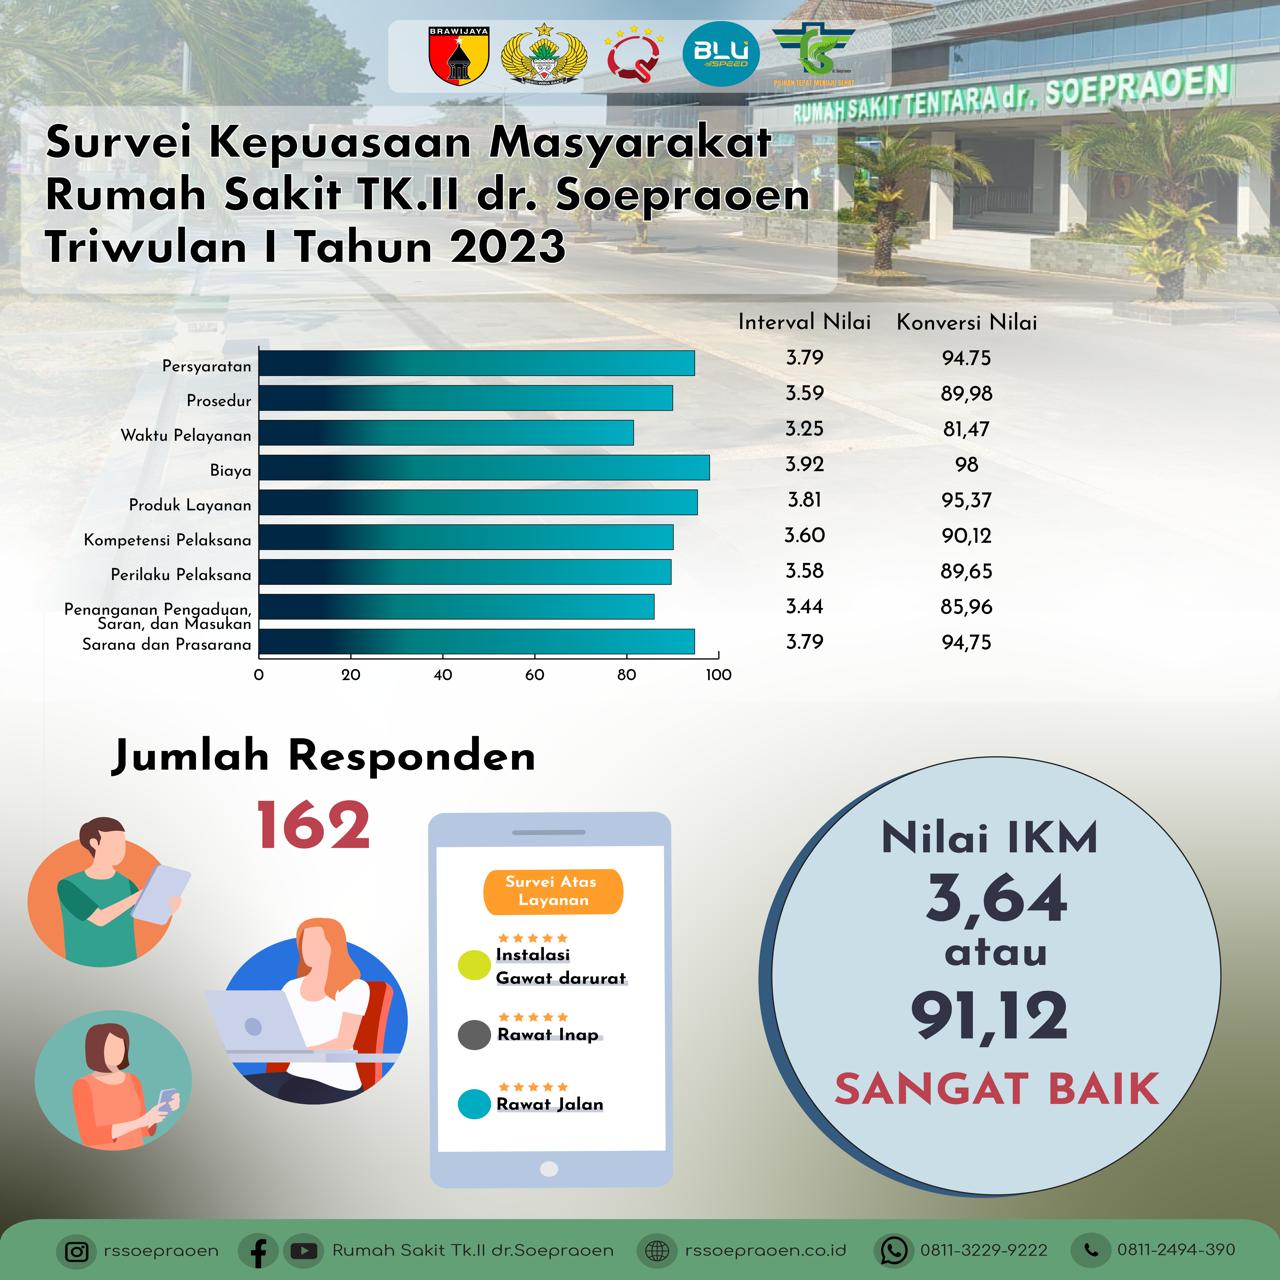 BRAWIJAYA
BLU
SPEED
PILIHAN TEPAT MENUJU SEHAT
RUMAH SAKIT TENTARA dr. SOEPRAOEN
Survei Kepuasaan Masyarakat
Rumah Sakit TK.II dr. Soepraoen
Triwulan I Tahun 2023
Interval Nilai Konversi Nilai
Persyaratan 3.79 94.75
Prosedur 3.59 89,98
Waktu Pelayanan 3.25 81,47
Biaya 3.92 98
Produk Layanan 3.81 95,37
Kompetensi Pelaksana 3.60 90,12
Perilaku Pelaksana 3.58 89,65
Penanganan Pengaduan, 3.44 85,96
Saran, dan Masukan
Sarana dan Prasarana 3.79 94,75
0 20 40 60 80 100
Jumlah Responden
162
Survei Atas
Layanan
Instalasi
Gawat darurat
Rawat Inap
Rawat Jalan
Nilai IKM
3,64
atau
91,12
SANGAT BAIK
rssoepraoen Rumah Sakit Tk.II dr.Soepraoen rssoepraoen.co.id 0811-3229-9222 0811-2494-390